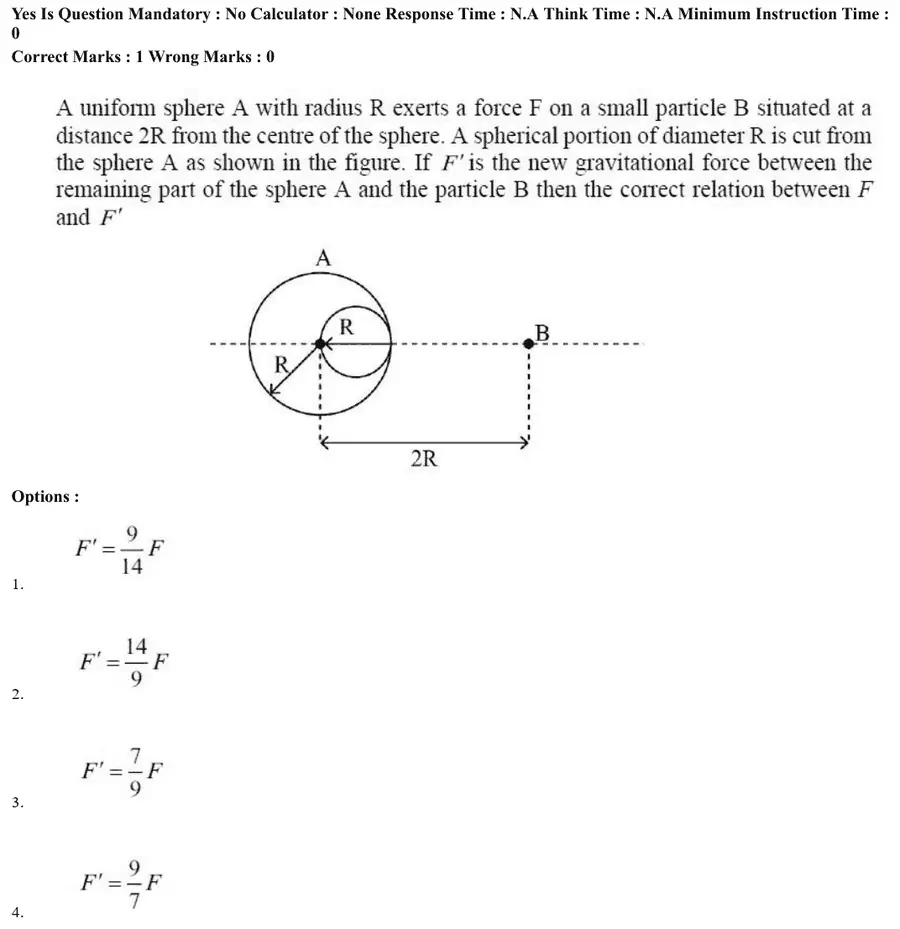 Yes Is Question Mandatory : No Calculator : None Response Time : N.A Think Time : N.A Minimum Instruction Time :
0
Correct Marks : 1 Wrong Marks : 0
A uniform sphere A with radius R exerts a force F on a small particle B situated at a
distance 2R from the centre of the sphere. A spherical portion of diameter R is cut from
the sphere A as shown in the figure. If F' is the new gravitational force between the
remaining part of the sphere A and the particle B then the correct relation between F
and F'
A
R
B
R
2R
Options :
F' = 9/14 F
1.
F' = 14/9 F
2.
F' = 7/9 F
3.
F' = 9/7 F
4.